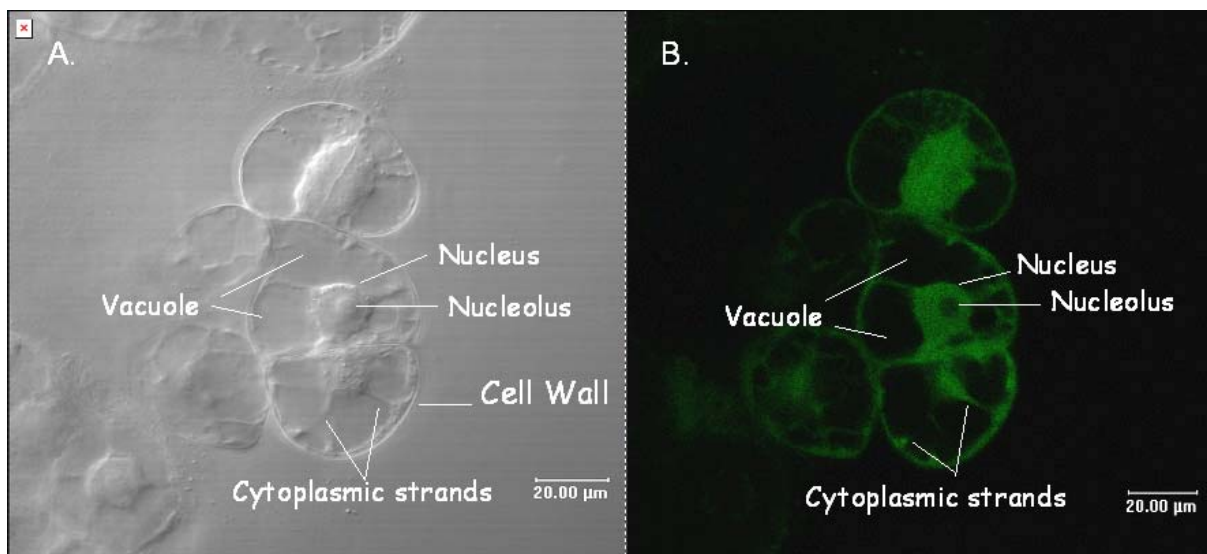 A.
Nucleus
Vacuole
Nucleolus
Cell Wall
Cytoplasmic strands
20.00 µm
B.
Nucleus
Nucleolus
Vacuole
Cytoplasmic strands
20.00 µm